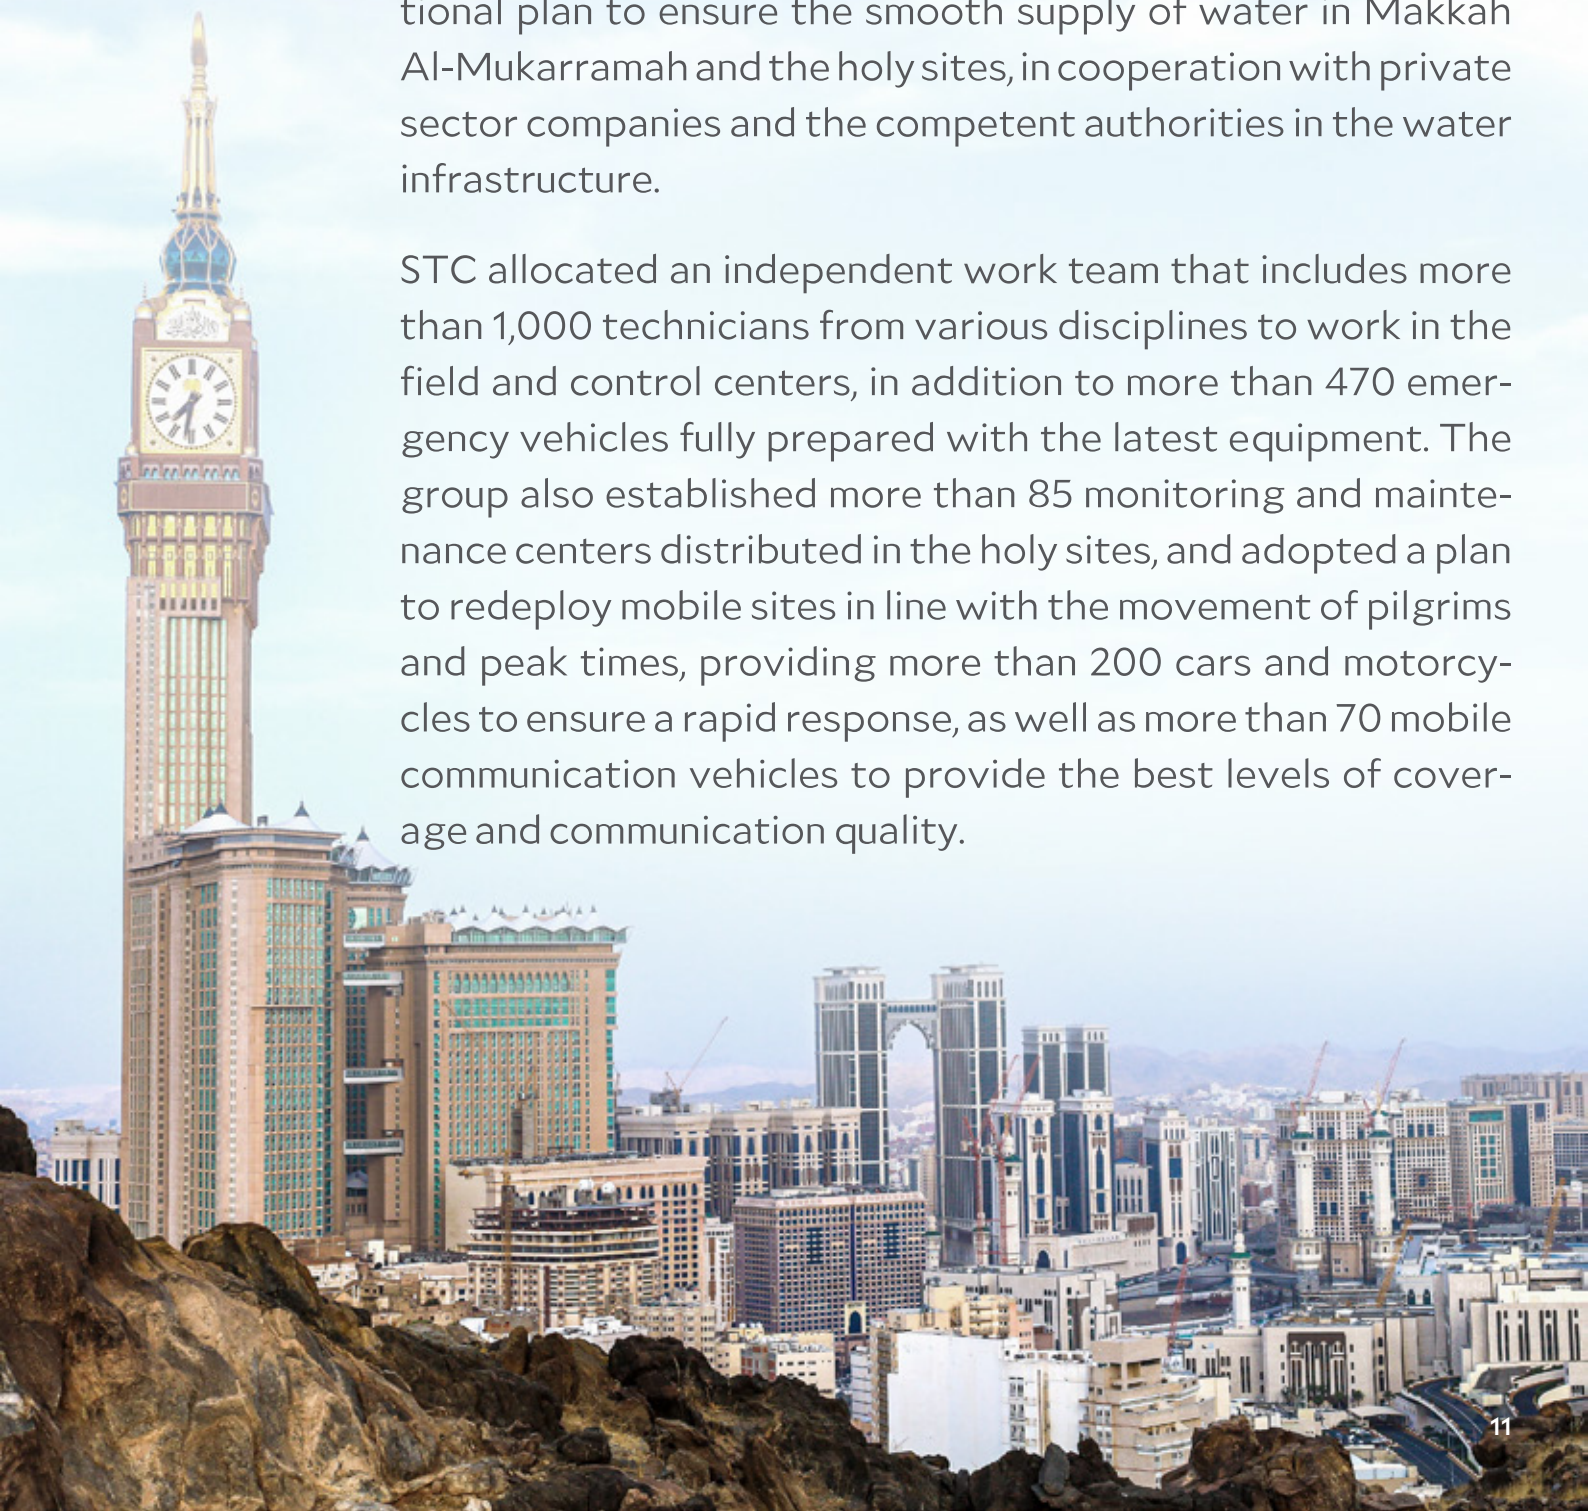 tional plan to ensure the smooth supply of water in Makkah
Al-Mukarramah and the holy sites, in cooperation with private
sector companies and the competent authorities in the water
infrastructure.
STC allocated an independent work team that includes more
than 1,000 technicians from various disciplines to work in the
field and control centers, in addition to more than 470 emer-
gency vehicles fully prepared with the latest equipment. The
group also established more than 85 monitoring and mainte-
nance centers distributed in the holy sites, and adopted a plan
to redeploy mobile sites in line with the movement of pilgrims
and peak times, providing more than 200 cars and motorcy-
cles to ensure a rapid response, as well as more than 70 mobile
communication vehicles to provide the best levels of cover-
age and communication quality.
11